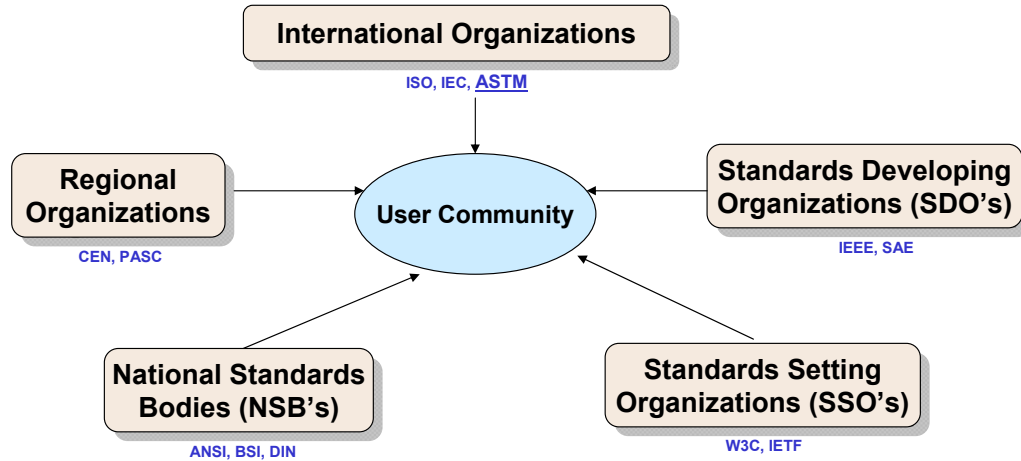 International Organizations
ISO, IEC, ASTM
Regional
Organizations
CEN, PASC
User Community
Standards Developing
Organizations (SDO's)
IEEE, SAE
National Standards
Bodies (NSB's)
ANSI, BSI, DIN
Standards Setting
Organizations (SSO's)
W3C, IETF